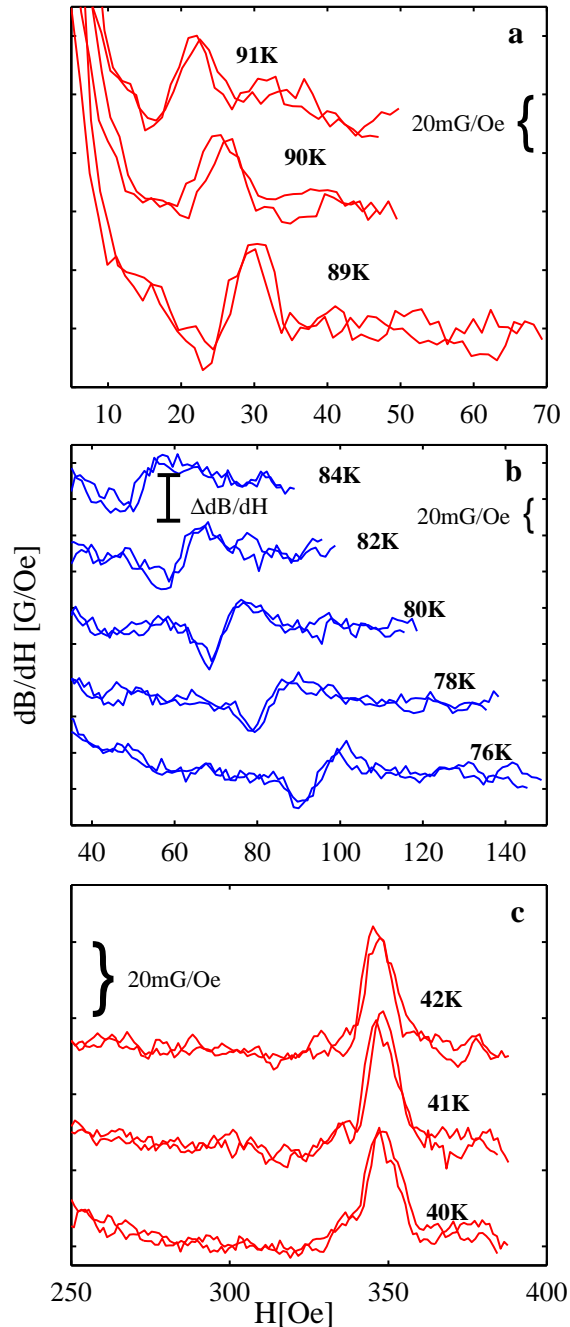 a
91K
20mG/Oe {
90K
89K
10 20 30 40 50 60 70
b
84K
ΔdB/dH
20mG/Oe {
82K
80K
78K
76K
40 60 80 100 120 140
dB/dH [G/Oe]
c
} 20mG/Oe
42K
41K
40K
250 300 350 400
H[Oe]